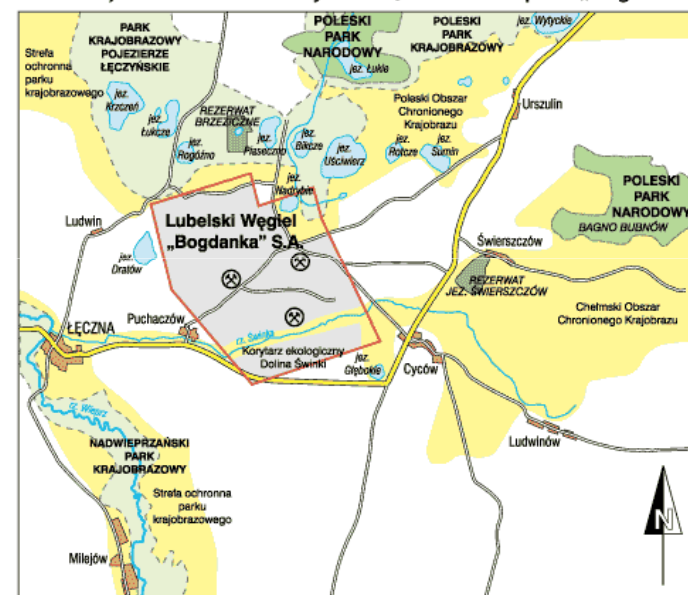 PARK
KRAJOBRAZOWY
POJEZIERZE
ŁĘCZYŃSKIE
POLESKI
PARK
NARODOWY
POLESKI
PARK
KRAJOBRAZOWY
jez. Wytyckie
Strefa
ochronna
parku
krajobrazowego
jez. Łukie
jez.
Krzczeń
jez.
Łukcze
REZERWAT
BRZEZICZNE
Poleski Obszar
Chronionego
Krajobrazu
Urszulin
jez.
Rogóźno
jez.
Piaseczno
jez.
Bikcze
jez.
Uściwierz
jez.
Rotcze
jez.
Sumin
jez.
Nadrybie
POLESKI
PARK
NARODOWY
BAGNO BUBNÓW
Ludwin
Lubelski Węgiel
„Bogdanka” S.A.
jez.
Dratów
Świerszczów
REZERWAT
JEZ. ŚWIERSZCZÓW
Chełmski Obszar
Chronionego Krajobrazu
Puchaczów
ŁĘCZNA
rz. Świnka
Korytarz ekologiczny
Dolina Świnki
jez.
Głębokie
Cyców
rz. Wieprz
Ludwinów
NADWIEPRZAŃSKI
PARK
KRAJOBRAZOWY
Strefa ochronna
parku
krajobrazowego
N
Milejów